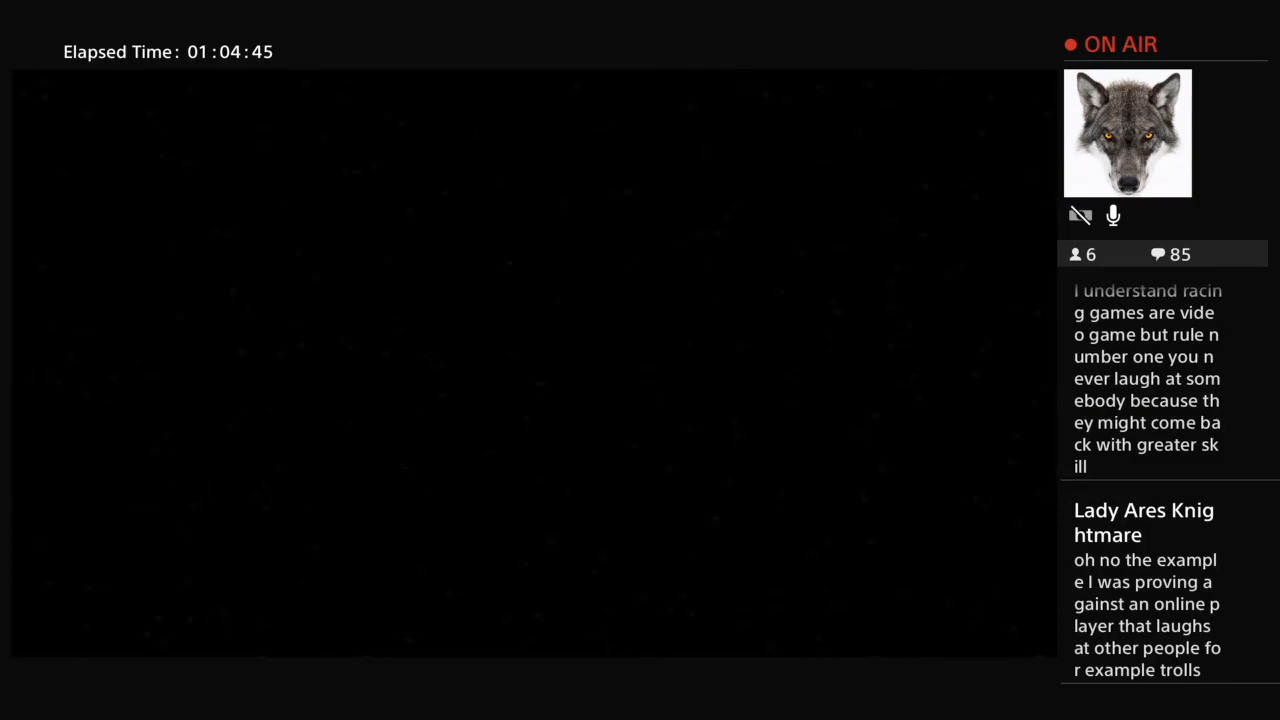 Elapsed Time: 01:04:45
ON AIR
6 85
I understand racin
g games are vide
o game but rule n
umber one you n
ever laugh at som
ebody because th
ey might come ba
ck with greater sk
ill
Lady Ares Knig
htmare
oh no the exampl
e I was proving a
gainst an online p
layer that laughs
at other people fo
r example trolls